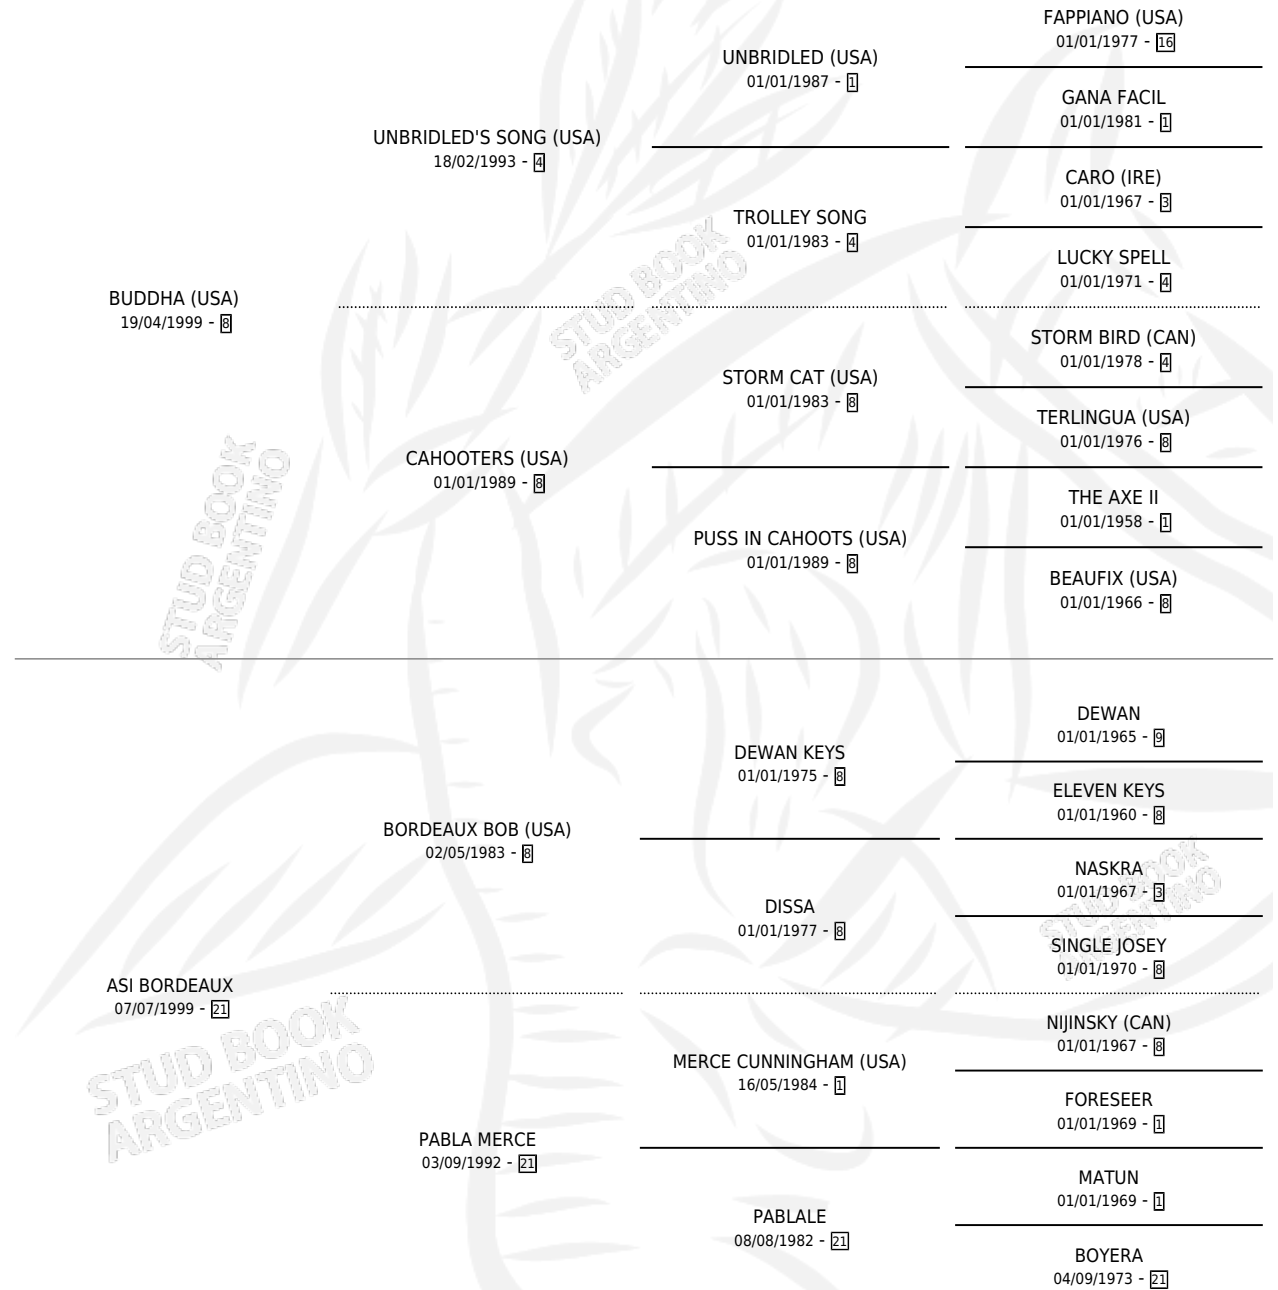 FAPPIANO (USA)
01/01/1977 - 16
UNBRIDLED (USA)
01/01/1987 - 1
GANA FACIL
01/01/1981 - 1
UNBRIDLED'S SONG (USA)
18/02/1993 - 4
CARO (IRE)
01/01/1967 - 3
TROLLEY SONG
01/01/1983 - 4
LUCKY SPELL
01/01/1971 - 4
BUDDHA (USA)
19/04/1999 - 8
STORM BIRD (CAN)
01/01/1978 - 4
STORM CAT (USA)
01/01/1983 - 8
TERLINGUA (USA)
01/01/1976 - 8
CAHOOTERS (USA)
01/01/1989 - 8
THE AXE II
01/01/1958 - 1
PUSS IN CAHOOTS (USA)
01/01/1989 - 8
BEAUFIX (USA)
01/01/1966 - 8
DEWAN
01/01/1965 - 9
DEWAN KEYS
01/01/1975 - 8
ELEVEN KEYS
01/01/1960 - 8
BORDEAUX BOB (USA)
02/05/1983 - 8
NASKRA
01/01/1967 - 3
DISSA
01/01/1977 - 8
SINGLE JOSEY
01/01/1970 - 8
ASI BORDEAUX
07/07/1999 - 21
NIJINSKY (CAN)
01/01/1967 - 8
MERCE CUNNINGHAM (USA)
16/05/1984 - 1
FORESEER
01/01/1969 - 1
PABLA MERCE
03/09/1992 - 21
MATUN
01/01/1969 - 1
PABLALE
08/08/1982 - 21
BOYERA
04/09/1973 - 21
STUD BOOK
ARGENTINO
STUD BOOK
ARGENTINO
STUD BOOK
ARGENTINO
STUD BOOK
ARGENTINO